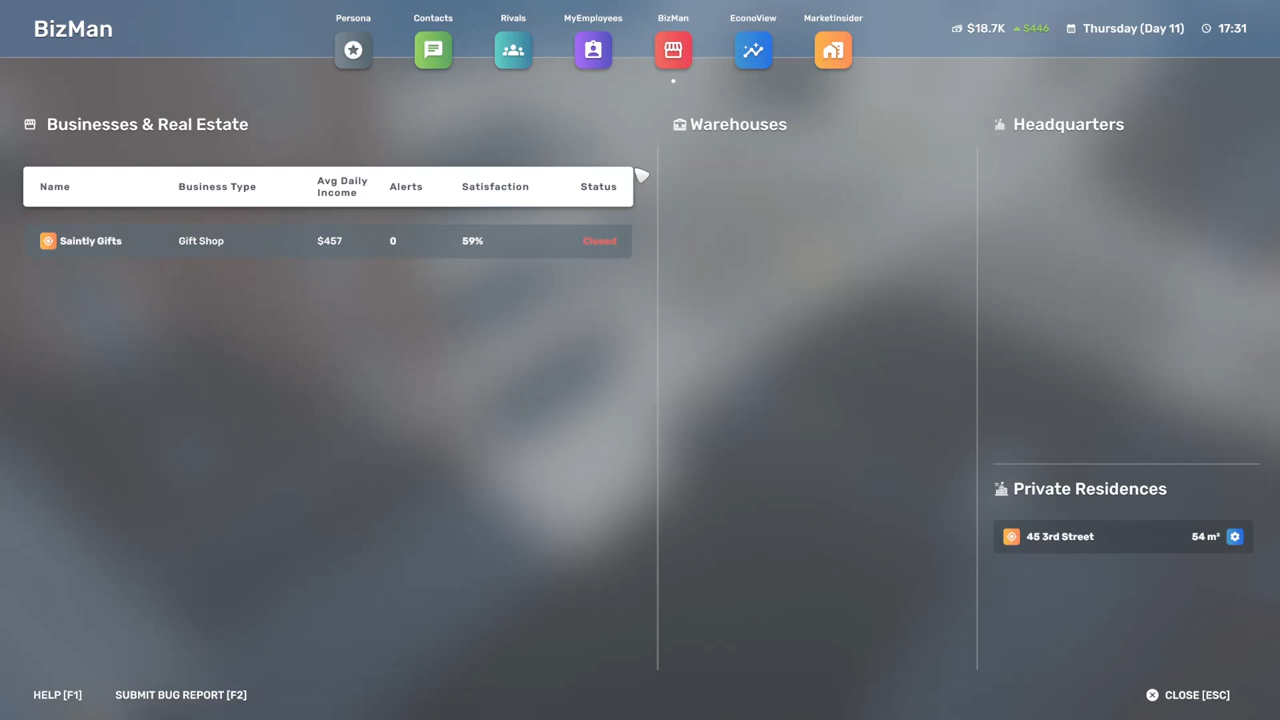 BizMan
Persona
Contacts
Rivals
MyEmployees
BizMan
EconoView
MarketInsider
$18.7K $446 Thursday (Day 11) 17:31
Businesses & Real Estate
Name Business Type Avg Daily Income Alerts Satisfaction Status
Saintly Gifts Gift Shop $457 0 59% Closed
Warehouses
Headquarters
Private Residences
45 3rd Street 54 m²
HELP [F1] SUBMIT BUG REPORT [F2]
CLOSE [ESC]